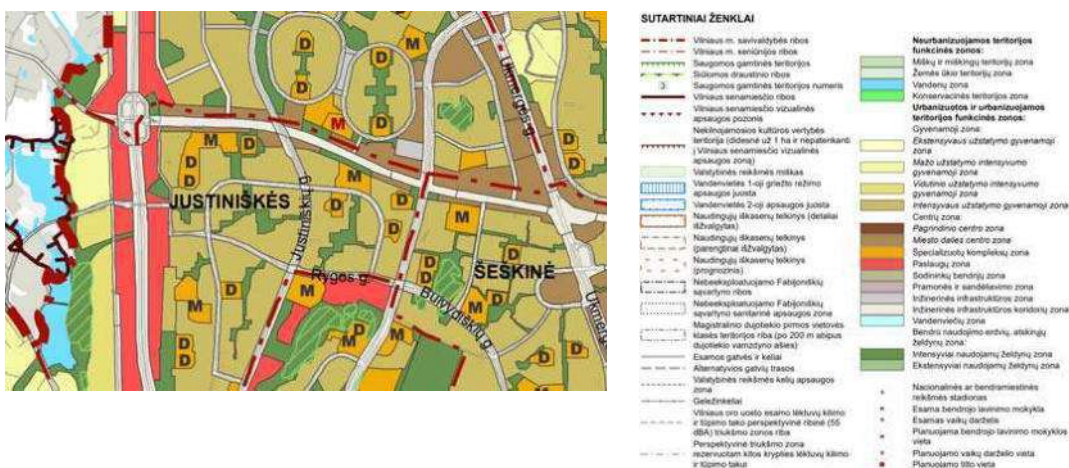 D
D
M
D
D
D
D
M
M
Ukmergės g.
D
D
D
D
JUSTINIŠKĖS
Justiniškių g.
M
D
D
ŠEŠKINĖ
Rygos g.
Buivydiškių g.
M
M
M
D
D
D
D
D
D
SUTARTINIAI ŽENKLAI
Vilniaus m. savivaldybės ribos
Vilniaus m. seniūnijos ribos
Saugomos gamtinės teritorijos
Siūlomos draustinio ribos
Saugomos gamtinės teritorijos numeris
Vilniaus senamiesčio ribos
Vilniaus senamiesčio vizualinės
apsaugos pozonis
Nekilnojamosios kultūros vertybės
teritorija (didesnė už 1 ha ir nepatenkanti
į Vilniaus senamiesčio vizualinės
apsaugos zoną)
Valstybinės reikšmės miškas
Vandenvietės 1-oji griežto režimo
apsaugos juosta
Vandenvietės 2-oji apsaugos juosta
Naudingųjų iškasenų telkinys (detaliai
išžvalgytas)
Naudingųjų iškasenų telkinys
(parengtinai išžvalgytas)
Naudingųjų iškasenų telkinys
(prognozinis)
Nebeeksploatuojamo Fabijoniškių
sąvartyno ribos
Nebeeksploatuojamo Fabijoniškių
sąvartyno sanitarinė apsaugos zona
Magistralinio dujotiekio pirmos vietovės
klasės teritorijos riba (po 200 m abipus
dujotiekio vamzdyno ašies)
Esamos gatvės ir keliai
Alternatyvios gatvių trasos
Valstybinės reikšmės kelių apsaugos
zona
Geležinkeliai
Vilniaus oro uosto esamo lėktuvų kilimo
ir tūpimo tako perspektyvinė ribinė (55
dBA) triukšmo zonos riba
Perspektyvinė triukšmo zona
rezervuotam kitos krypties lėktuvų kilimo
ir tūpimo takui
Neurbanizuojamos teritorijos
funkcinės zonos:
Miškų ir miškingų teritorijų zona
Žemės ūkio teritorijų zona
Vandenų zona
Konservacinės teritorijos zona
Urbanizuotos ir urbanizuojamos
teritorijos funkcinės zonos:
Gyvenamoji zona:
Ekstensyvaus užstatymo gyvenamoji
zona
Mažo užstatymo intensyvumo
gyvenamoji zona
Vidutinio užstatymo intensyvumo
gyvenamoji zona
Intensyvaus užstatymo gyvenamoji zona
Centrų zona:
Pagrindinio centro zona
Miesto dalies centro zona
Specializuotų kompleksų zona
Paslaugų zona
Sodininkų bendrijų zona
Pramonės ir sandėliavimo zona
Inžinerinės infrastruktūros zona
Inžinerinės infrastruktūros koridorių zona
Vandenviečių zona
Bendro naudojimo erdvių, atskirųjų
želdynų zona:
Intensyviai naudojamų želdynų zona
Ekstensyviai naudojamų želdynų zona
Nacionalinės ar bendramiestinės
reikšmės stadionas
Esama bendrojo lavinimo mokykla
Esamas vaikų darželis
Planuojama bendrojo lavinimo mokyklos
vieta
Planuojamo vaikų darželio vieta
Planuojamo tilto vieta